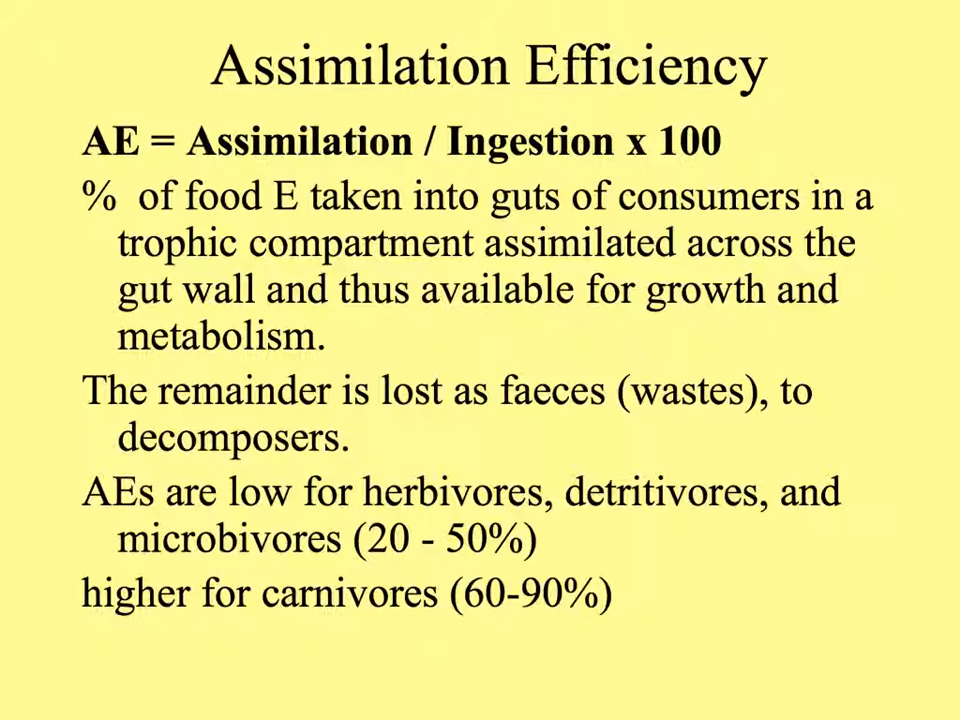 Assimilation Efficiency
AE = Assimilation / Ingestion x 100
% of food E taken into guts of consumers in a
trophic compartment assimilated across the
gut wall and thus available for growth and
metabolism.
The remainder is lost as faeces (wastes), to
decomposers.
AEs are low for herbivores, detritivores, and
microbivores (20 - 50%)
higher for carnivores (60-90%)